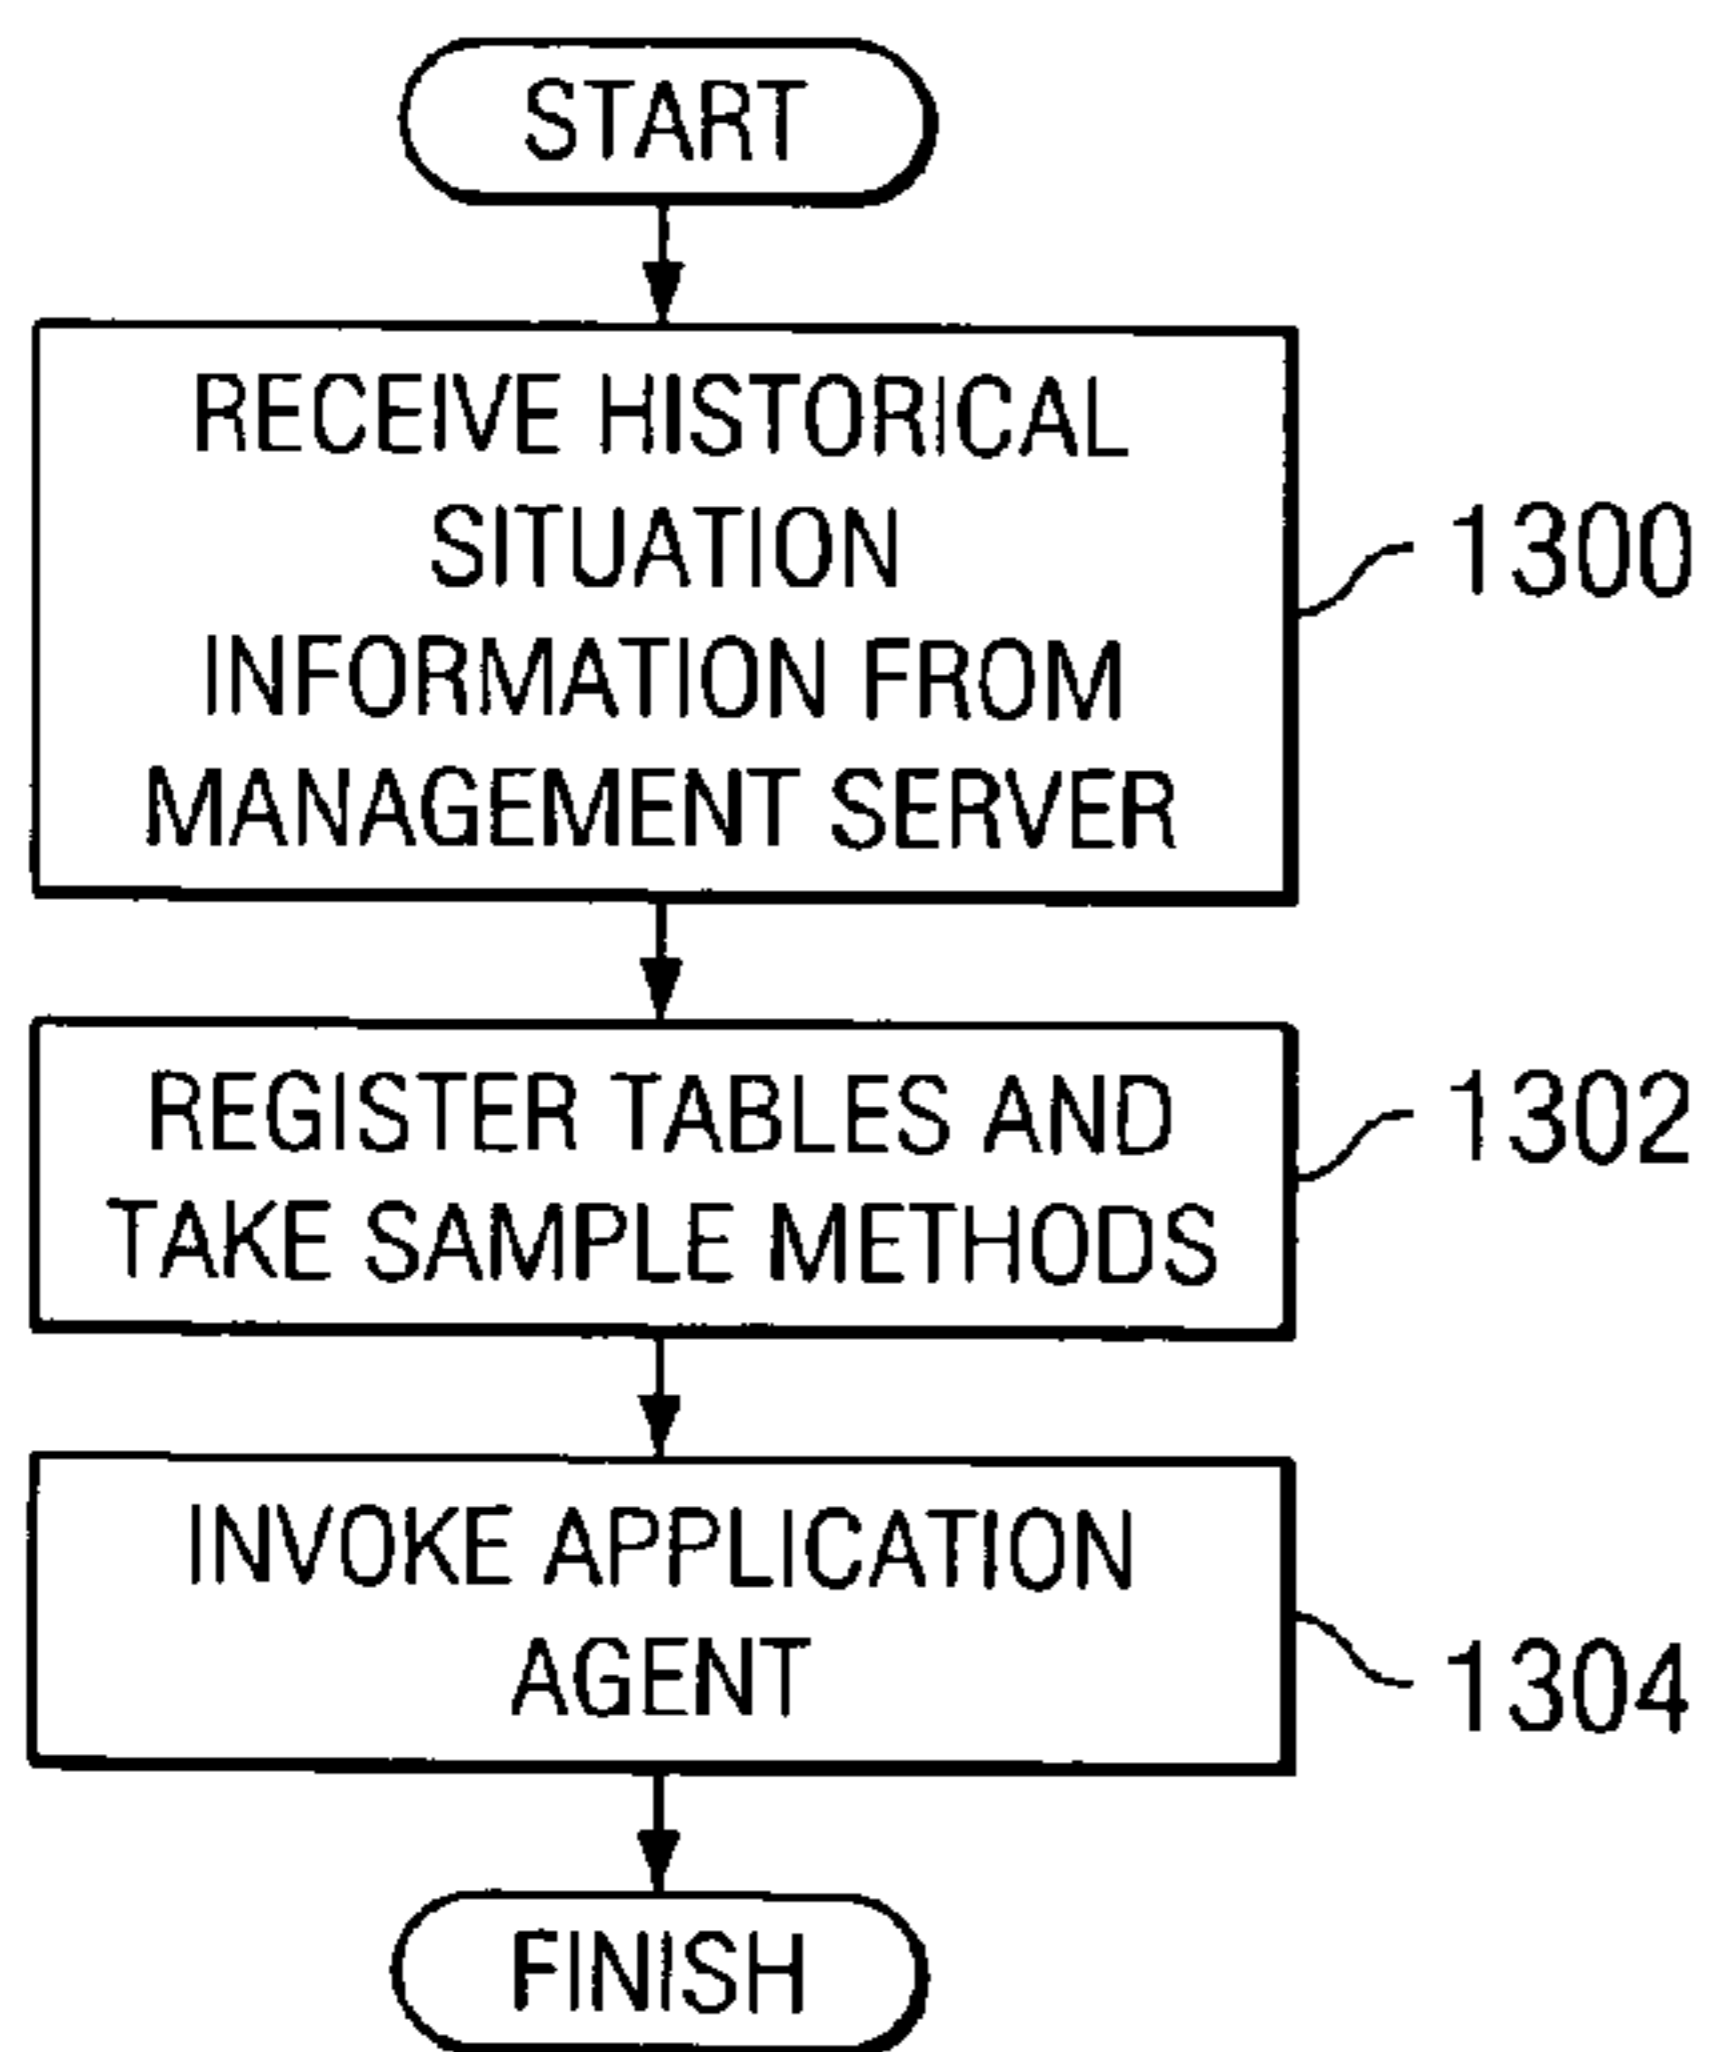 START
RECEIVE HISTORICAL
SITUATION
INFORMATION FROM
MANAGEMENT SERVER
1300
REGISTER TABLES AND
TAKE SAMPLE METHODS
1302
INVOKE APPLICATION
AGENT
1304
FINISH